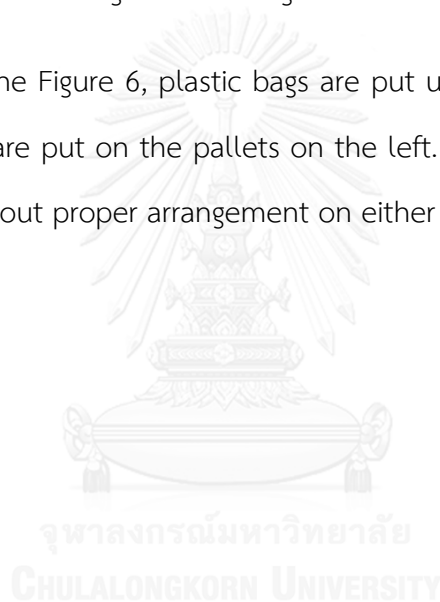 ne Figure 6, plastic bags are put u
are put on the pallets on the left.
out proper arrangement on either
จุฬาลงกรณ์มหาวิทยาลัย
CHULALONGKORN UNIVERSITY